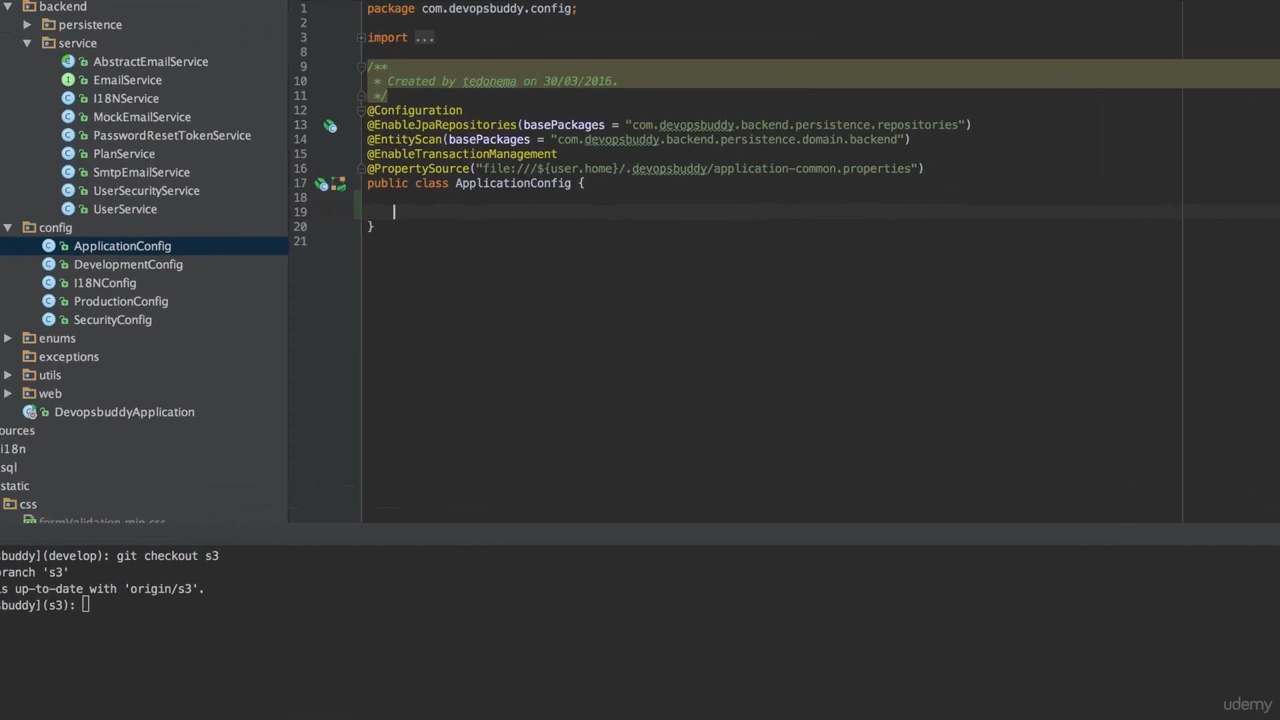 backend
persistence
service
AbstractEmailService
EmailService
I18NService
MockEmailService
PasswordResetTokenService
PlanService
SmtpEmailService
UserSecurityService
UserService
config
ApplicationConfig
DevelopmentConfig
I18NConfig
ProductionConfig
SecurityConfig
enums
exceptions
utils
web
DevopsbuddyApplication
ources
i18n
sql
static
css
formValidation.min.css
1 package com.devopsbuddy.config;
2
3 import ...
8
9 /**
10 * Created by tedonema on 30/03/2016.
11 */
12 @Configuration
13 @EnableJpaRepositories(basePackages = "com.devopsbuddy.backend.persistence.repositories")
14 @EntityScan(basePackages = "com.devopsbuddy.backend.persistence.domain.backend")
15 @EnableTransactionManagement
16 @PropertySource("file:///${user.home}/.devopsbuddy/application-common.properties")
17 public class ApplicationConfig {
18
19
20 }
21
buddy](develop): git checkout s3
branch 's3'
is up-to-date with 'origin/s3'.
buddy](s3):
udemy